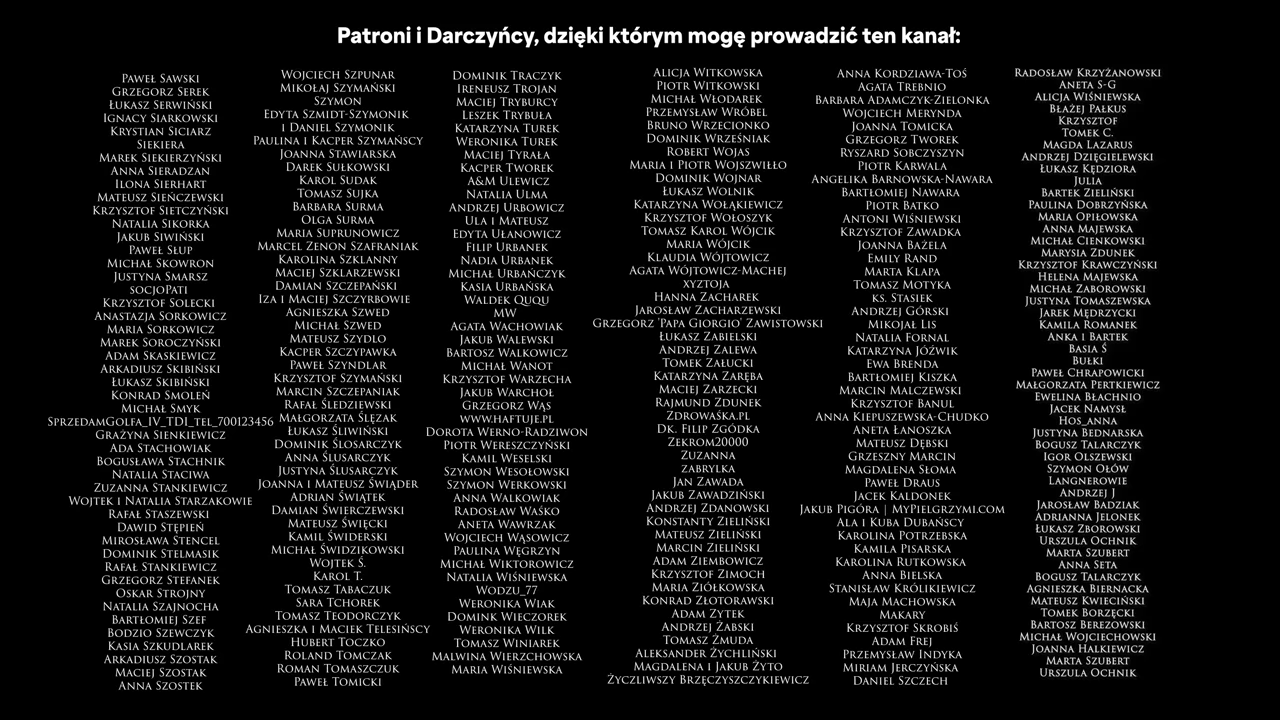 Patroni i Darczyńcy, dzięki którym mogę prowadzić ten kanał:
Paweł Sawski
Grzegorz Serek
Łukasz Serwiński
Ignacy Siarkowski
Krystian Siciarz
Siekiera
Marek Siekierzyński
Anna Sieradzan
Ilona Sierhart
Mateusz Sieńczewski
Krzysztof Sietczyński
Natalia Sikorka
Jakub Siwiński
Paweł Słup
Michał Skowron
Justyna Smarsz
socjoPati
Krzysztof Solecki
Anastazja Sorkowicz
Maria Sorkowicz
Marek Soroczyński
Adam Skaskiewicz
Arkadiusz Skibiński
Łukasz Skibiński
Konrad Smoleń
Michał Smyk
SprzedamGolfa_IV_TDI_tel_700123456
Grażyna Sienkiewicz
Ada Stachowiak
Bogusława Stachnik
Natalia Staciwa
Zuzanna Stankiewicz
Wojtek i Natalia Starzakowie
Rafał Staszewski
Dawid Stępień
Mirosława Stencel
Dominik Stelmasik
Rafał Stankiewicz
Grzegorz Stefanek
Oskar Strojny
Natalia Szajnocha
Bartłomiej Szef
Bodzio Szewczyk
Kasia Szkudlarek
Arkadiusz Szostak
Maciej Szostak
Anna Szostek
Wojciech Szpunar
Mikołaj Szymański
Szymon
Edyta Szmidt-Szymonik
i Daniel Szymonik
Paulina i Kacper Szymańscy
Joanna Stawiarska
Darek Sułkowski
Karol Sudak
Tomasz Sujka
Barbara Surma
Olga Surma
Maria Suprunowicz
Marcel Zenon Szafraniak
Karolina Szklanny
Maciej Szklarzewski
Damian Szczepański
Iza i Maciej Szczyrbowie
Agnieszka Szwed
Michał Szwed
Mateusz Szydlo
Kacper Szczypawka
Paweł Szyndlar
Krzysztof Szymański
Marcin Szczepaniak
Rafał Śledziewski
Małgorzata Ślęzak
Łukasz Śliwiński
Dominik Ślosarczyk
Anna Ślusarczyk
Justyna Ślusarczyk
Joanna i Mateusz Świąder
Adrian Świątek
Damian Świerczewski
Mateusz Święcki
Kamil Świderski
Michał Świdzikowski
Wojtek Ś.
Karol T.
Tomasz Tabaczuk
Sara Tchorek
Tomasz Teodorczyk
Agnieszka i Maciek Telesińscy
Hubert Toczko
Roland Tomczak
Roman Tomaszczuk
Paweł Tomicki
Dominik Traczyk
Ireneusz Trojan
Maciej Tryburcy
Leszek Trybuła
Katarzyna Turek
Weronika Turek
Maciej Tyrała
Kacper Tworek
A&M Ulewicz
Natalia Ulma
Andrzej Urbowicz
Ula i Mateusz
Edyta Ułanowicz
Filip Urbanek
Nadia Urbanek
Michał Urbańczyk
Kasia Urbańska
Waldek Ququ
MW
Agata Wachowiak
Jakub Walewski
Bartosz Walkowicz
Michał Wanot
Krzysztof Warzecha
Jakub Warchoł
Grzegorz Wąs
www.haftuje.pl
Dorota Werno-Radziwon
Piotr Wereszczyński
Kamil Weselski
Szymon Wesołowski
Szymon Werkowski
Anna Walkowiak
Radosław Waśko
Aneta Wawrzak
Wojciech Wąsowicz
Paulina Węgrzyn
Michał Wiktorowicz
Natalia Wiśniewska
Wodzu_77
Weronika Wiak
Domink Wieczorek
Weronika Wilk
Tomasz Winiarek
Malwina Wierzchowska
Maria Wiśniewska
Alicja Witkowska
Piotr Witkowski
Michał Włodarek
Przemysław Wróbel
Bruno Wrzecionko
Dominik Wrześniak
Robert Wojas
Maria i Piotr Wojszwiłło
Dominik Wojnar
Łukasz Wolnik
Katarzyna Wołąkiewicz
Krzysztof Wołoszyk
Tomasz Karol Wójcik
Maria Wójcik
Klaudia Wójtowicz
Agata Wójtowicz-Machej
xyztoja
Hanna Zacharek
Jarosław Zacharzewski
Grzegorz 'Papa Giorgio' Zawistowski
Łukasz Zabielski
Andrzej Zalewa
Tomek Załucki
Katarzyna Zaręba
Maciej Zarzecki
Rajmund Zdunek
Zdrowaśka.pl
Dk. Filip Zgódka
Zekrom20000
Zuzanna
zabrylka
Jan Zawada
Jakub Zawadziński
Andrzej Zdanowski
Konstanty Zieliński
Mateusz Zieliński
Marcin Zieliński
Adam Ziembowicz
Krzysztof Zimoch
Maria Ziółkowska
Konrad Złotorawski
Adam Zytek
Andrzej Żabski
Tomasz Żmuda
Aleksander Żychliński
Magdalena i Jakub Żyto
Życzliwszy Brzęczyszczykiewicz
Anna Kordziawa-Toś
Agata Trebnio
Barbara Adamczyk-Zielonka
Wojciech Merynda
Joanna Tomicka
Grzegorz Tworek
Ryszard Sobczyszyn
Piotr Karwala
Angelika Barnowska-Nawara
Bartłomiej Nawara
Piotr Batko
Antoni Wiśniewski
Krzysztof Zawadka
Joanna Bażela
Emily Rand
Marta Klapa
Tomasz Motyka
ks. Stasiek
Andrzej Górski
Mikojał Lis
Natalia Fornal
Katarzyna Jóźwik
Ewa Brenda
Bartłomiej Kiszka
Marcin Malczewski
Krzysztof Banul
Anna Kiepuszewska-Chudko
Aneta Łanoszka
Mateusz Dębski
Grzeszny Marcin
Magdalena Słoma
Paweł Draus
Jacek Kaldonek
Jakub Pigóra | MyPielgrzymi.com
Ala i Kuba Dubańscy
Karolina Potrzebska
Kamila Pisarska
Karolina Rutkowska
Anna Bielska
Stanisław Królikiewicz
Maja Machowska
Makary
Krzysztof Skrobiś
Adam Frej
Przemysław Indyka
Miriam Jerczyńska
Daniel Szczech
Radosław Krzyżanowski
Aneta S-G
Alicja Wiśniewska
Błażej Pałkus
Krzysztof
Tomek C.
Magda Lazarus
Andrzej Dzięgielewski
Łukasz Kędziora
Julia
Bartek Zieliński
Paulina Dobrzyńska
Maria Opiłowska
Anna Majewska
Michał Cienkowski
Marysia Zdunek
Krzysztof Krawczyński
Helena Majewska
Michał Zaborowski
Justyna Tomaszewska
Jarek Mędrzycki
Kamila Romanek
Anka i Bartek
Basia Ś
Bułki
Paweł Chrapowicki
Małgorzata Pertkiewicz
Ewelina Błachnio
Jacek Namysł
Hos_anna
Justyna Bednarska
Bogusz Talarczyk
Igor Olszewski
Szymon Ołów
Langnerowie
Andrzej J
Jarosław Badziak
Adrianna Jelonek
Łukasz Zborowski
Urszula Ochnik
Marta Szubert
Anna Seta
Bogusz Talarczyk
Agnieszka Biernacka
Mateusz Kwieciński
Tomek Borzęcki
Bartosz Berezowski
Michał Wojciechowski
Joanna Halkiewicz
Marta Szubert
Urszula Ochnik